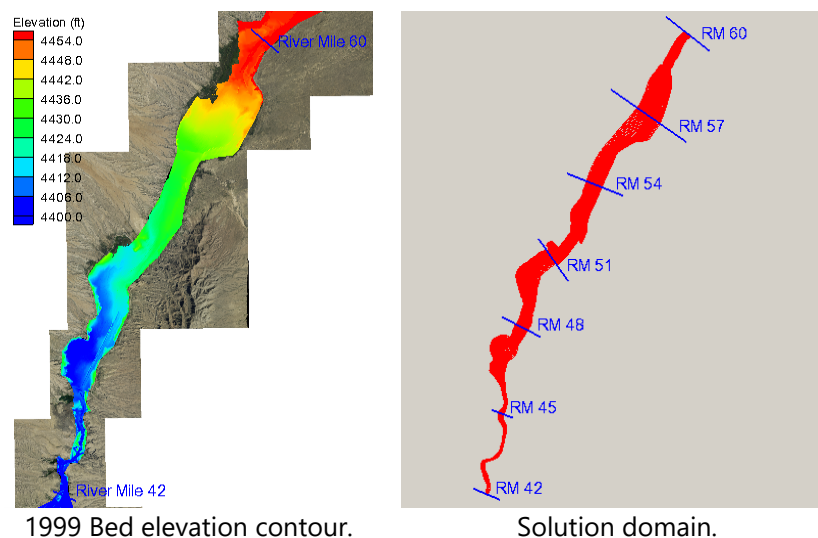 Elevation (ft)
4454.0
4448.0
4442.0
4436.0
4430.0
4424.0
4418.0
4412.0
4406.0
4400.0
River Mile 60
River Mile 42
RM 60
RM 57
RM 54
RM 51
RM 48
RM 45
RM 42
1999 Bed elevation contour.
Solution domain.